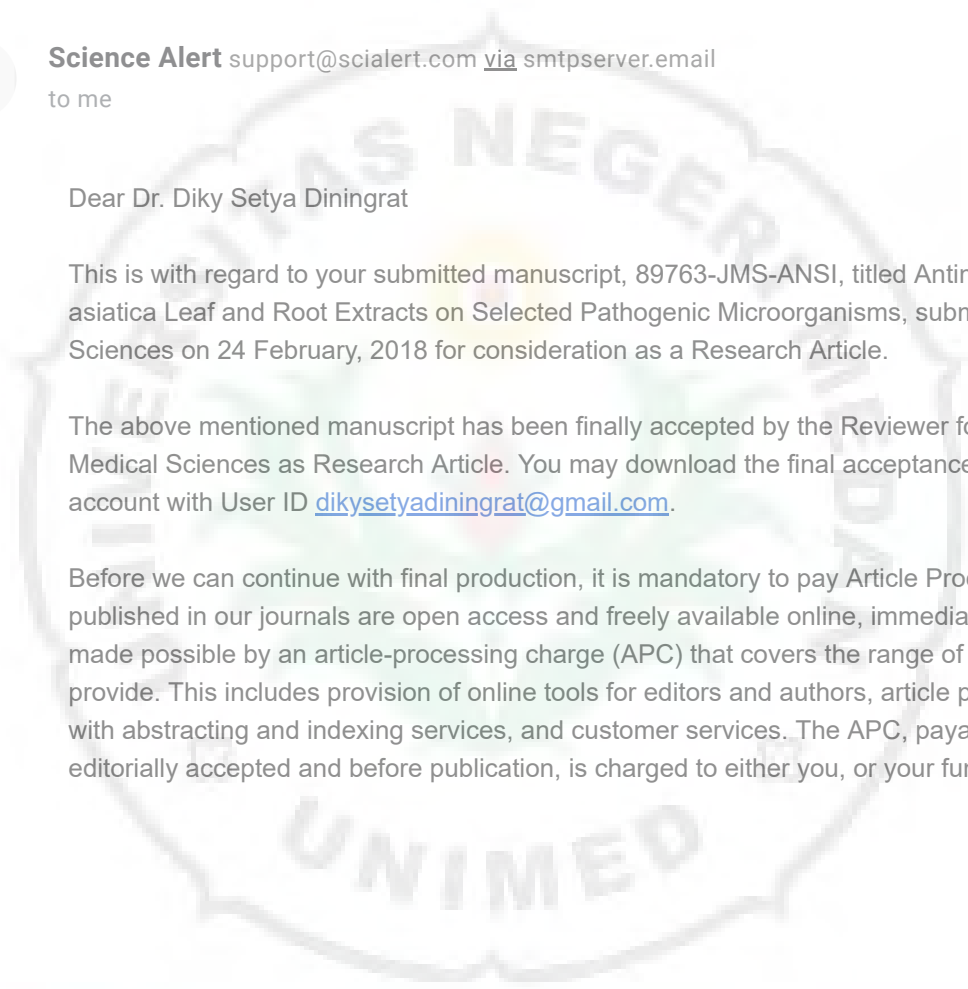 Science Alert support@scialert.com via smtpserver.email
to me
Dear Dr. Diky Setya Diningrat
This is with regard to your submitted manuscript, 89763-JMS-ANSI, titled
asiatica Leaf and Root Extracts on Selected Pathogenic Microorganisms,
Sciences on 24 February, 2018 for consideration as a Research Article.
The above mentioned manuscript has been finally accepted by the Reviewer
Medical Sciences as Research Article. You may download the final acceptance
account with User ID dikysetyadiningrat@gmail.com.
Before we can continue with final production, it is mandatory to pay Article
published in our journals are open access and freely available online,
made possible by an article-processing charge (APC) that covers the range of
provide. This includes provision of online tools for editors and authors, article
with abstracting and indexing services, and customer services. The APC,
editorially accepted and before publication, is charged to either you, or your
UNIVERSITAS NEGERI MEDAN
UNIMED